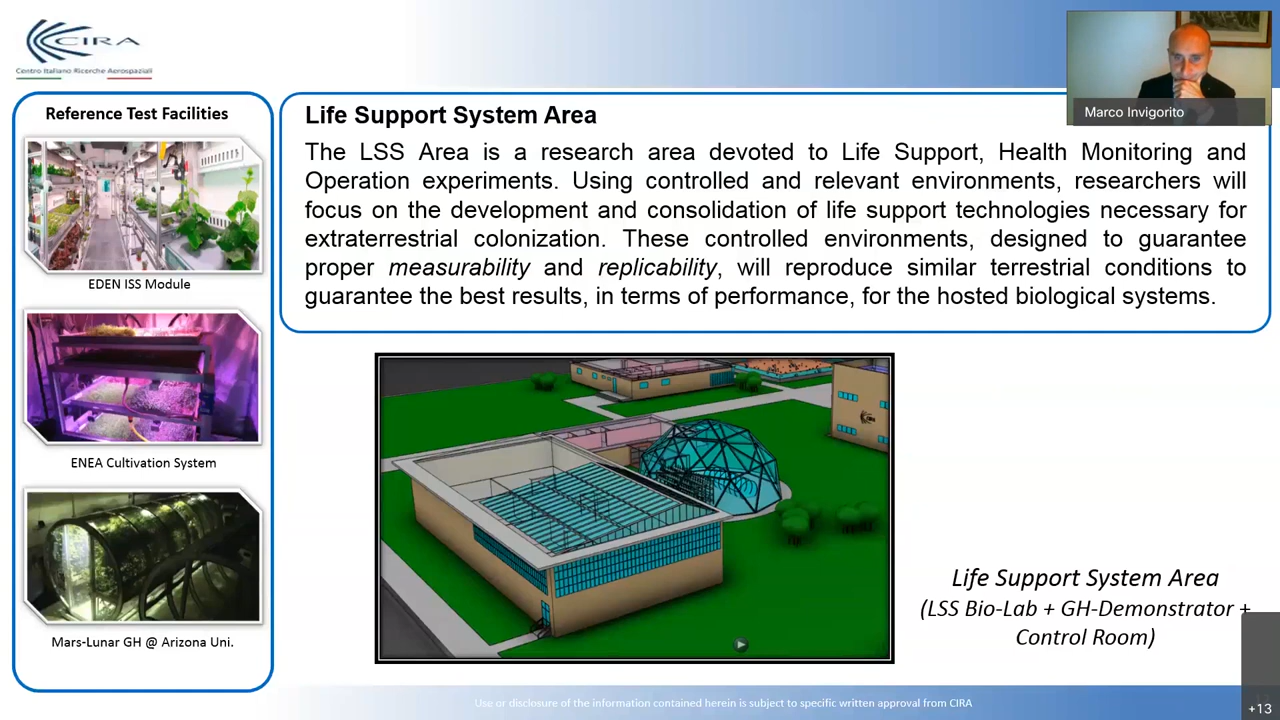 CIRA
Centro Italiano Ricerche Aerospaziali
Marco Invigorito
Reference Test Facilities
EDEN ISS Module
ENEA Cultivation System
Mars-Lunar GH @ Arizona Uni.
Life Support System Area
The LSS Area is a research area devoted to Life Support, Health Monitoring and
Operation experiments. Using controlled and relevant environments, researchers will
focus on the development and consolidation of life support technologies necessary for
extraterrestrial colonization. These controlled environments, designed to guarantee
proper measurability and replicability, will reproduce similar terrestrial conditions to
guarantee the best results, in terms of performance, for the hosted biological systems.
Life Support System Area
(LSS Bio-Lab + GH-Demonstrator +
Control Room)
Use or disclosure of the information contained herein is subject to specific written approval from CIRA
+13